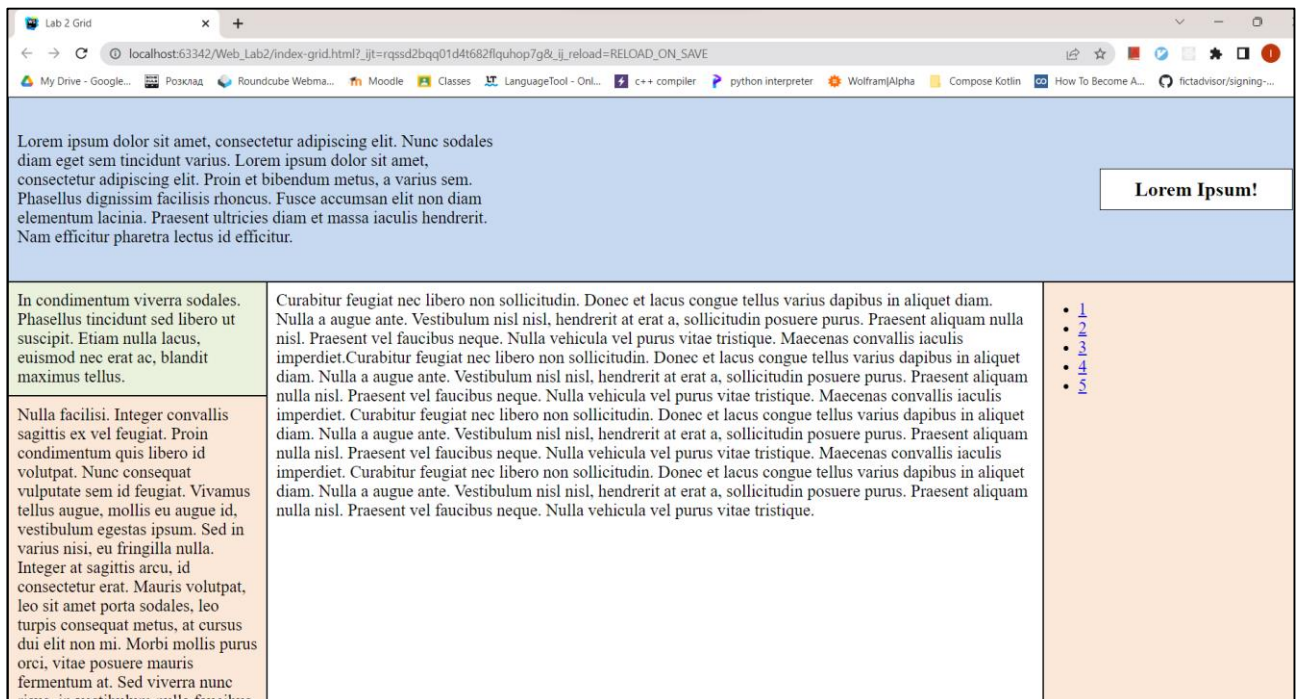 Lab 2 Grid
localhost:63342/Web_Lab2/index-grid.html?_ijt=rqssd2bqq01d4t682flquhop7g&_ij_reload=RELOAD_ON_SAVE
My Drive - Google... Розклад Roundcube Webma... Moodle Classes LanguageTool - Onl... c++ compiler python interpreter Wolfram|Alpha Compose Kotlin How To Become A... fictadvisor/signing-...
Lorem ipsum dolor sit amet, consectetur adipiscing elit. Nunc sodales
diam eget sem tincidunt varius. Lorem ipsum dolor sit amet,
consectetur adipiscing elit. Proin et bibendum metus, a varius sem.
Phasellus dignissim facilisis rhoncus. Fusce accumsan elit non diam
elementum lacinia. Praesent ultricies diam et massa iaculis hendrerit.
Nam efficitur pharetra lectus id efficitur.
Lorem Ipsum!
In condimentum viverra sodales.
Phasellus tincidunt sed libero ut
suscipit. Etiam nulla lacus,
euismod nec erat ac, blandit
maximus tellus.
Nulla facilisi. Integer convallis
sagittis ex vel feugiat. Proin
condimentum quis libero id
volutpat. Nunc consequat
vulputate sem id feugiat. Vivamus
tellus augue, mollis eu augue id,
vestibulum egestas ipsum. Sed in
varius nisi, eu fringilla nulla.
Integer at sagittis arcu, id
consectetur erat. Mauris volutpat,
leo sit amet porta sodales, leo
turpis consequat metus, at cursus
dui elit non mi. Morbi mollis purus
orci, vitae posuere mauris
fermentum at. Sed viverra nunc
Curabitur feugiat nec libero non sollicitudin. Donec et lacus congue tellus varius dapibus in aliquet diam.
Nulla a augue ante. Vestibulum nisl nisl, hendrerit at erat a, sollicitudin posuere purus. Praesent aliquam nulla
nisl. Praesent vel faucibus neque. Nulla vehicula vel purus vitae tristique. Maecenas convallis iaculis
imperdiet.Curabitur feugiat nec libero non sollicitudin. Donec et lacus congue tellus varius dapibus in aliquet
diam. Nulla a augue ante. Vestibulum nisl nisl, hendrerit at erat a, sollicitudin posuere purus. Praesent aliquam
nulla nisl. Praesent vel faucibus neque. Nulla vehicula vel purus vitae tristique. Maecenas convallis iaculis
imperdiet. Curabitur feugiat nec libero non sollicitudin. Donec et lacus congue tellus varius dapibus in aliquet
diam. Nulla a augue ante. Vestibulum nisl nisl, hendrerit at erat a, sollicitudin posuere purus. Praesent aliquam
nulla nisl. Praesent vel faucibus neque. Nulla vehicula vel purus vitae tristique. Maecenas convallis iaculis
imperdiet. Curabitur feugiat nec libero non sollicitudin. Donec et lacus congue tellus varius dapibus in aliquet
diam. Nulla a augue ante. Vestibulum nisl nisl, hendrerit at erat a, sollicitudin posuere purus. Praesent aliquam
nulla nisl. Praesent vel faucibus neque. Nulla vehicula vel purus vitae tristique.
1
2
3
4
5